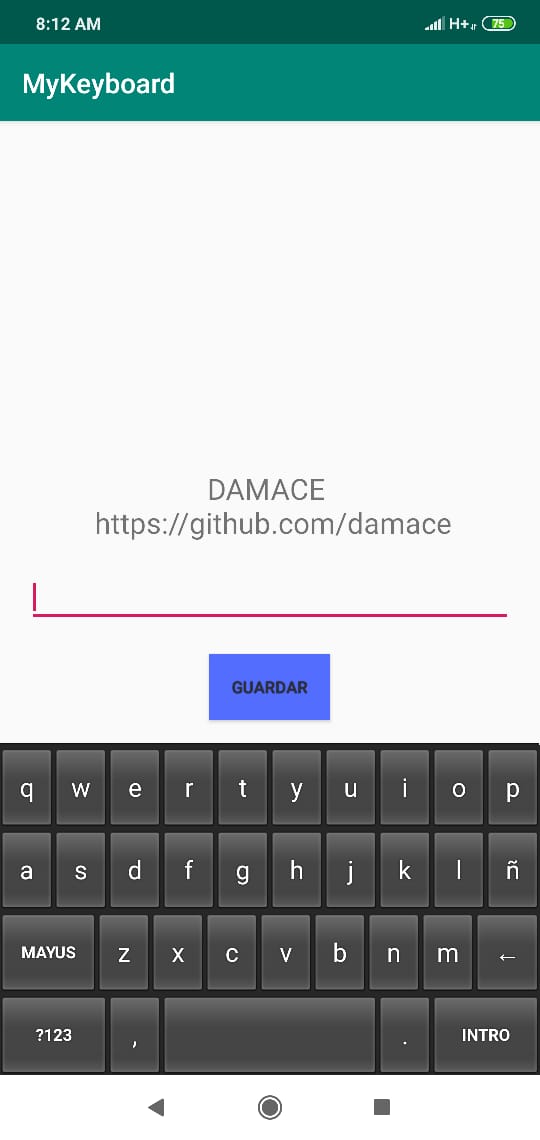 8:12 AM H+ 75
MyKeyboard
DAMACE
https://github.com/damace
GUARDAR
q w e r t y u i o p
a s d f g h j k l ñ
MAYUS z x c v b n m ←
?123 , . INTRO